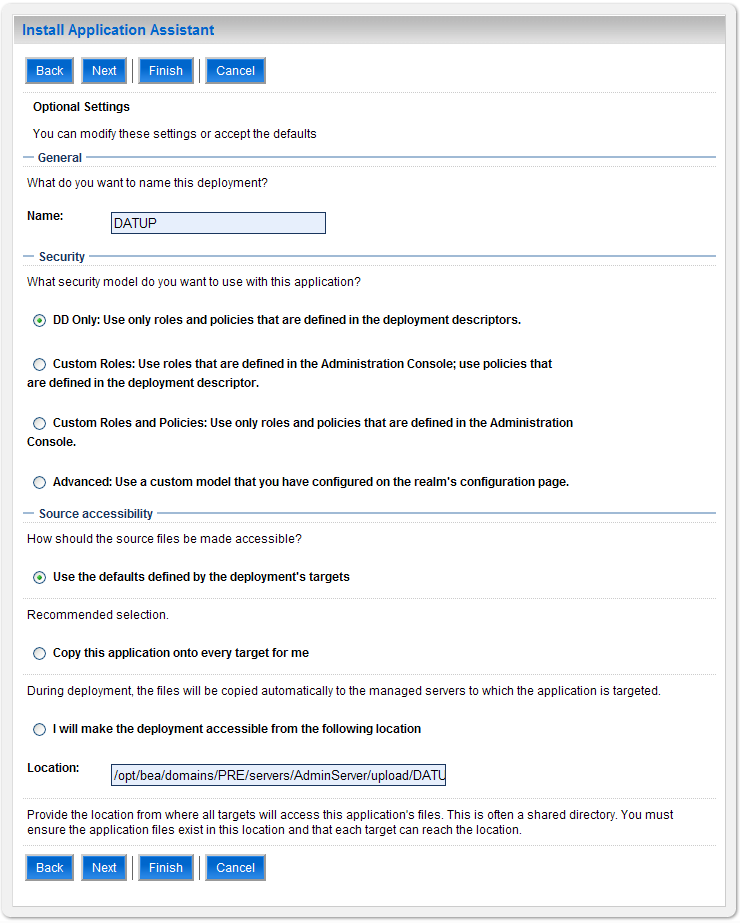 Install Application Assistant
Back Next Finish Cancel
Optional Settings
You can modify these settings or accept the defaults
General
What do you want to name this deployment?
Name: DATUP
Security
What security model do you want to use with this application?
DD Only: Use only roles and policies that are defined in the deployment descriptors.
Custom Roles: Use roles that are defined in the Administration Console; use policies that
are defined in the deployment descriptor.
Custom Roles and Policies: Use only roles and policies that are defined in the Administration
Console.
Advanced: Use a custom model that you have configured on the realm's configuration page.
Source accessibility
How should the source files be made accessible?
Use the defaults defined by the deployment's targets
Recommended selection.
Copy this application onto every target for me
During deployment, the files will be copied automatically to the managed servers to which the application is targeted.
I will make the deployment accessible from the following location
Location: /opt/bea/domains/PRE/servers/AdminServer/upload/DATU
Provide the location from where all targets will access this application's files. This is often a shared directory. You must
ensure the application files exist in this location and that each target can reach the location.
Back Next Finish Cancel